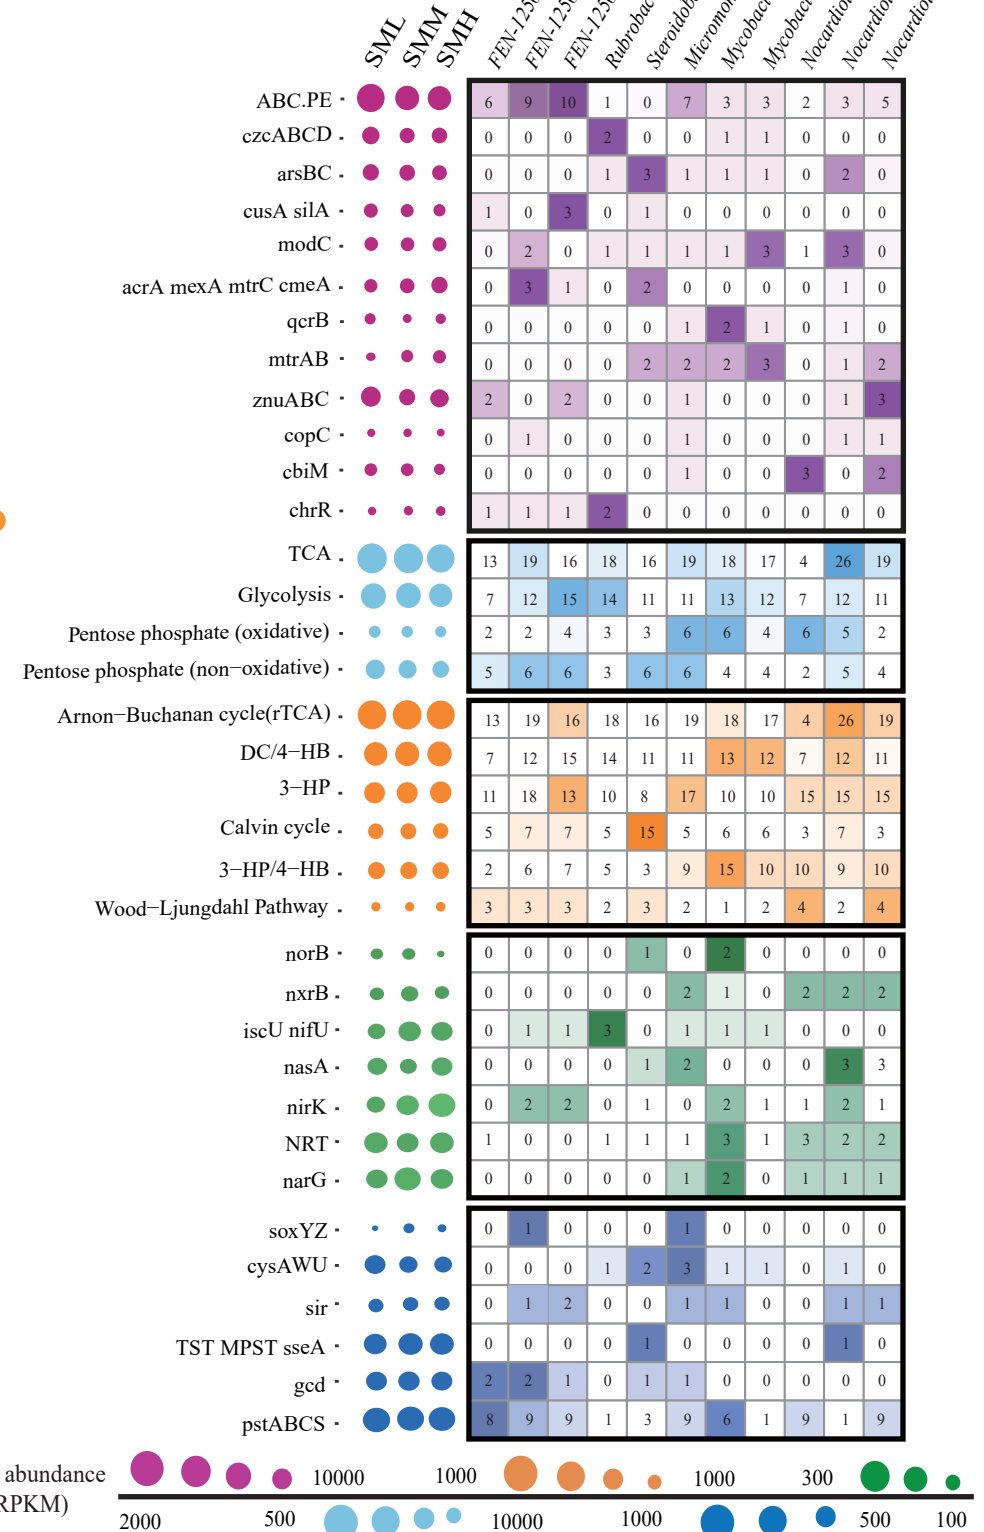 SML SMM SMH FEN-1250 FEN-1250 FEN-125 Rubrobac Steroidob Micromon Mycobact Mycobact Nocardioi Nocardioi Nocardioi
ABC.PE 6 9 10 1 0 7 3 3 2 3 5
czcABCD 0 0 0 2 0 0 1 1 0 0 0
arsBC 0 0 0 1 3 1 1 1 0 2 0
cusA silA 1 0 3 0 1 0 0 0 0 0 0
modC 0 2 0 1 1 1 1 3 1 3 0
acrA mexA mtrC cmeA 0 3 1 0 2 0 0 0 0 1 0
qcrB 0 0 0 0 0 1 2 1 0 1 0
mtrAB 0 0 0 0 2 2 2 3 0 1 2
znuABC 2 0 2 0 0 1 0 0 0 1 3
copC 0 1 0 0 0 1 0 0 0 1 1
cbiM 0 0 0 0 0 1 0 0 3 0 2
chrR 1 1 1 2 0 0 0 0 0 0 0
TCA 13 19 16 18 16 19 18 17 4 26 19
Glycolysis 7 12 15 14 11 11 13 12 7 12 11
Pentose phosphate (oxidative) 2 2 4 3 3 6 6 4 6 5 2
Pentose phosphate (non−oxidative) 5 6 6 3 6 6 4 4 2 5 4
Arnon−Buchanan cycle(rTCA) 13 19 16 18 16 19 18 17 4 26 19
DC/4−HB 7 12 15 14 11 11 13 12 7 12 11
3−HP 11 18 13 10 8 17 10 10 15 15 15
Calvin cycle 5 7 7 5 15 5 6 6 3 7 3
3−HP/4−HB 2 6 7 5 3 9 15 10 10 9 10
Wood−Ljungdahl Pathway 3 3 3 2 3 2 1 2 4 2 4
norB 0 0 0 0 1 0 2 0 0 0 0
nxrB 0 0 0 0 0 2 1 0 2 2 2
iscU nifU 0 1 1 3 0 1 1 1 0 0 0
nasA 0 0 0 0 1 2 0 0 0 3 3
nirK 0 2 2 0 1 0 2 1 1 2 1
NRT 1 0 0 1 1 1 3 1 3 2 2
narG 0 0 0 0 0 1 2 0 1 1 1
soxYZ 0 1 0 0 0 1 0 0 0 0 0
cysAWU 0 0 0 1 2 3 1 1 0 1 0
sir 0 1 2 0 0 1 1 0 0 1 1
TST MPST sseA 0 0 0 0 1 0 0 0 0 1 0
gcd 2 2 1 0 1 1 0 0 0 0 0
pstABCS 8 9 9 1 3 9 6 1 9 1 9
abundance 10000 1000 1000 300
RPKM) 2000 500 10000 1000 500 100